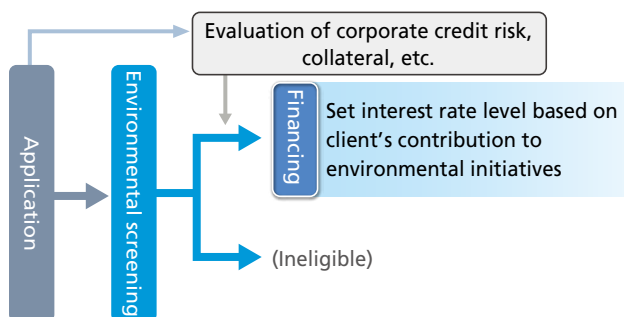 Evaluation of corporate credit risk,
collateral, etc.
Application
Environmental screening
Financing
Set interest rate level based on
client’s contribution to
environmental initiatives
(Ineligible)